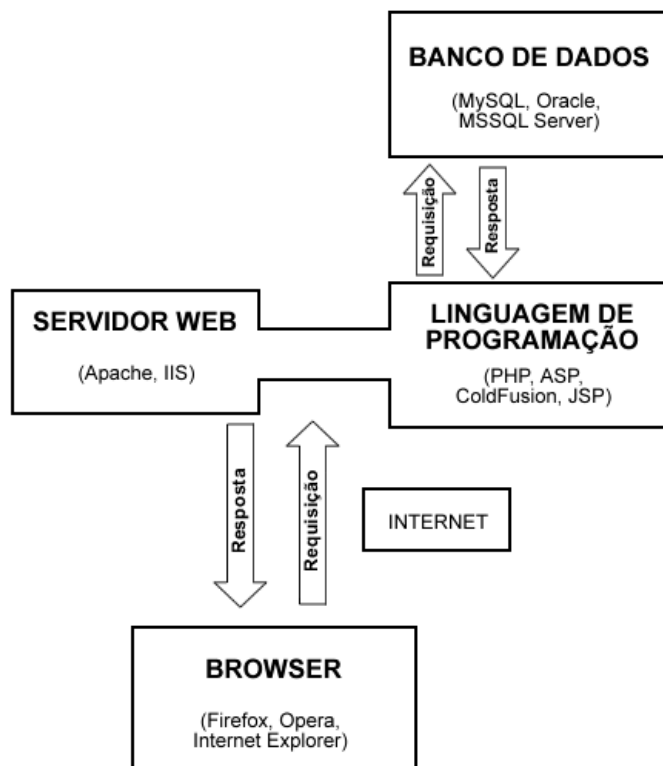 BANCO DE DADOS
(MySQL, Oracle,
MSSQL Server)
Requisição
Resposta
SERVIDOR WEB
(Apache, IIS)
LINGUAGEM DE
PROGRAMAÇÃO
(PHP, ASP,
ColdFusion, JSP)
Resposta
Requisição
INTERNET
BROWSER
(Firefox, Opera,
Internet Explorer)